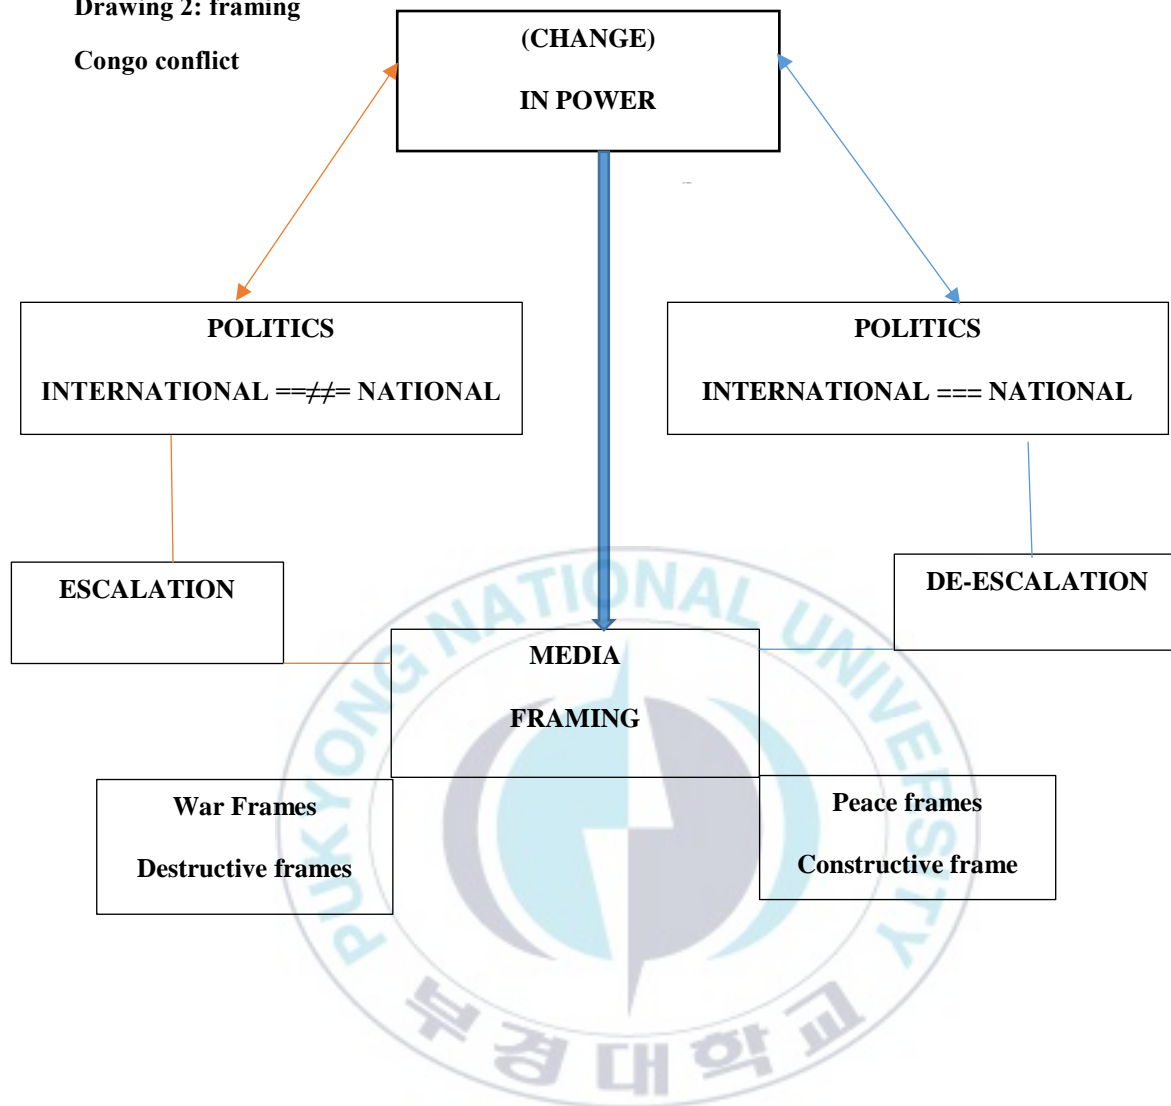 Drawing 2: framing
Congo conflict
(CHANGE)
IN POWER
POLITICS
INTERNATIONAL ==≠≠= NATIONAL
POLITICS
INTERNATIONAL === NATIONAL
ESCALATION
DE-ESCALATION
MEDIA
FRAMING
War Frames
Destructive frames
Peace frames
Constructive frame
PUKYONG NATIONAL UNIVERSITY
부경대학교